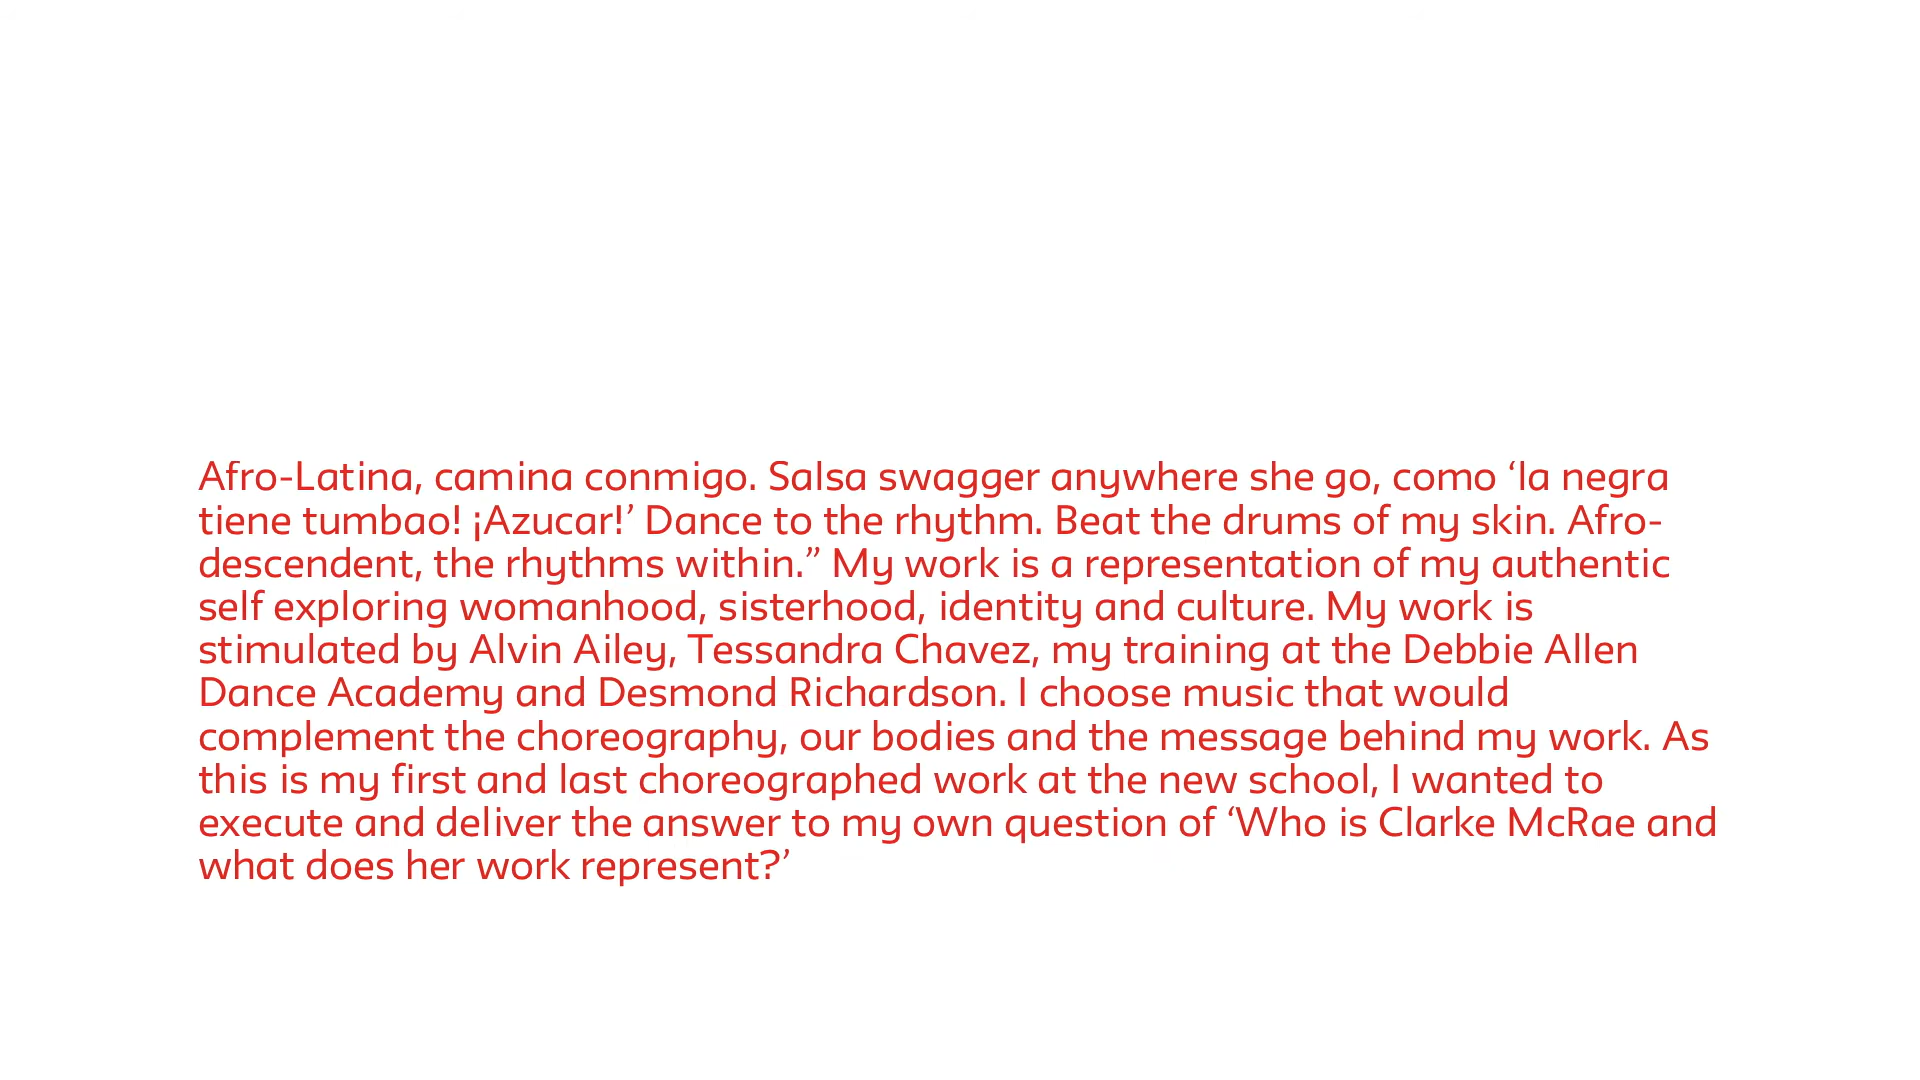 Afro-Latina, camina conmigo. Salsa swagger anywhere she go, como ‘la negra
tiene tumbao! ¡Azucar!’ Dance to the rhythm. Beat the drums of my skin. Afro-
descendent, the rhythms within.” My work is a representation of my authentic
self exploring womanhood, sisterhood, identity and culture. My work is
stimulated by Alvin Ailey, Tessandra Chavez, my training at the Debbie Allen
Dance Academy and Desmond Richardson. I choose music that would
complement the choreography, our bodies and the message behind my work. As
this is my first and last choreographed work at the new school, I wanted to
execute and deliver the answer to my own question of ‘Who is Clarke McRae and
what does her work represent?’